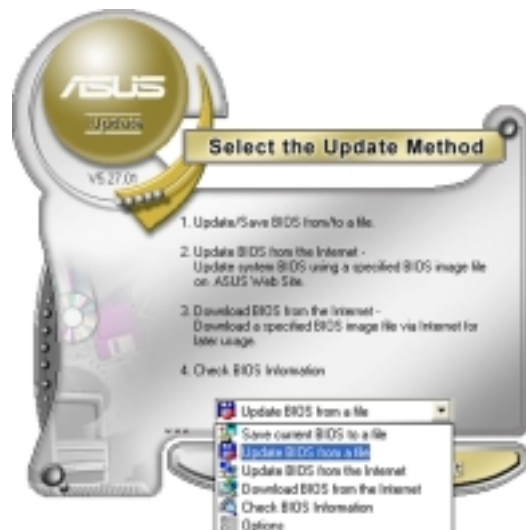 ASUS
Update
V5.27.01
Select the Update Method
1. Update/Save BIOS from/to a file.
2. Update BIOS from the Internet -
Update system BIOS using a specified BIOS image file
on ASUS Web Site.
3. Download BIOS from the Internet -
Download a specified BIOS image file via Internet for
later usage.
4. Check BIOS Information
Update BIOS from a file
Save current BIOS to a file
Update BIOS from a file
Update BIOS from the Internet
Download BIOS from the Internet
Check BIOS Information
Options